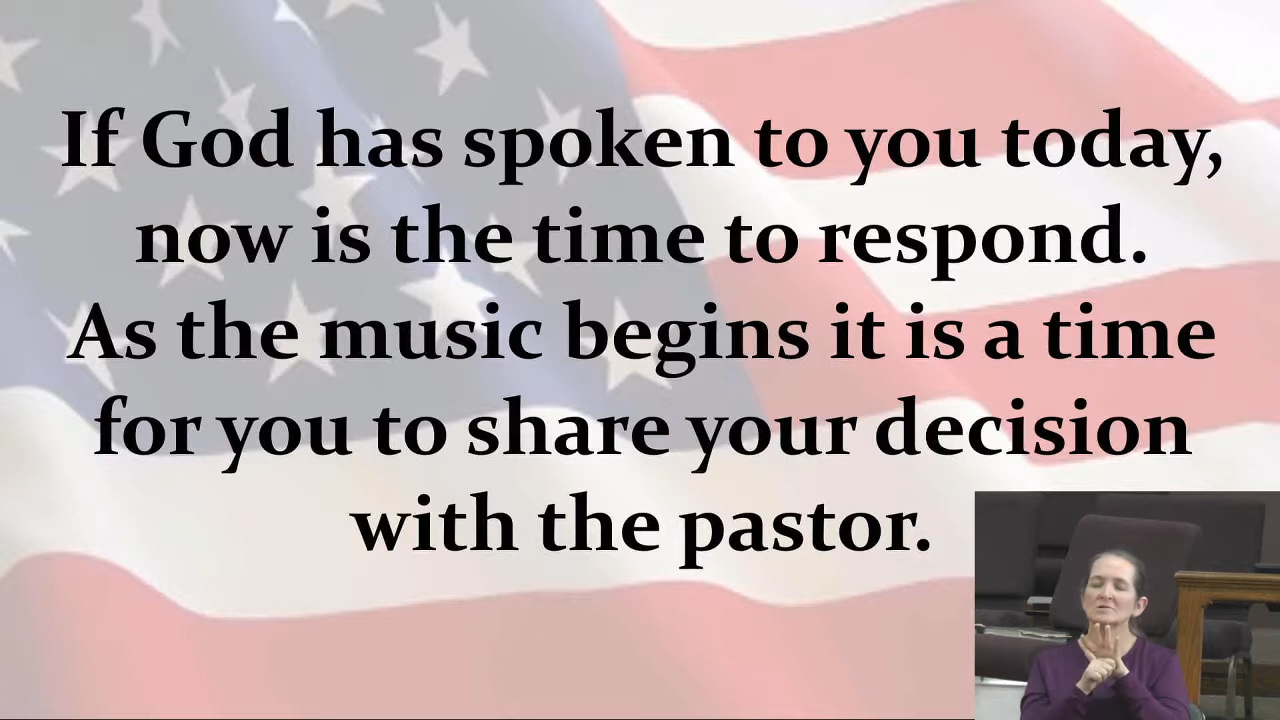 If God has spoken to you today,
now is the time to respond.
As the music begins it is a time
for you to share your decision
with the pastor.